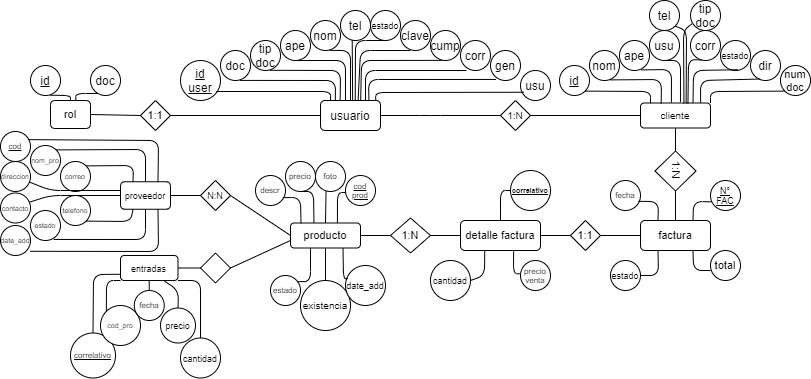 id
doc
rol
1:1
id
user
doc
tip
doc
ape
nom
tel
estado
clave
cump
corr
gen
usu
usuario
1:N
id
nom
ape
usu
tel
tip
doc
corr
estado
dir
num
doc
cliente
1:N
cod
nom_pro
direccion
correo
contacto
telefono
estado
date_add
proveedor
N:N
descr
precio
foto
cod
prod
producto
estado
existencia
date_add
1:N
correlativo
detalle factura
cantidad
precio
venta
1:1
fecha
N°
FAC
factura
estado
total
entradas
correlativo
cod_pro
fecha
precio
cantidad